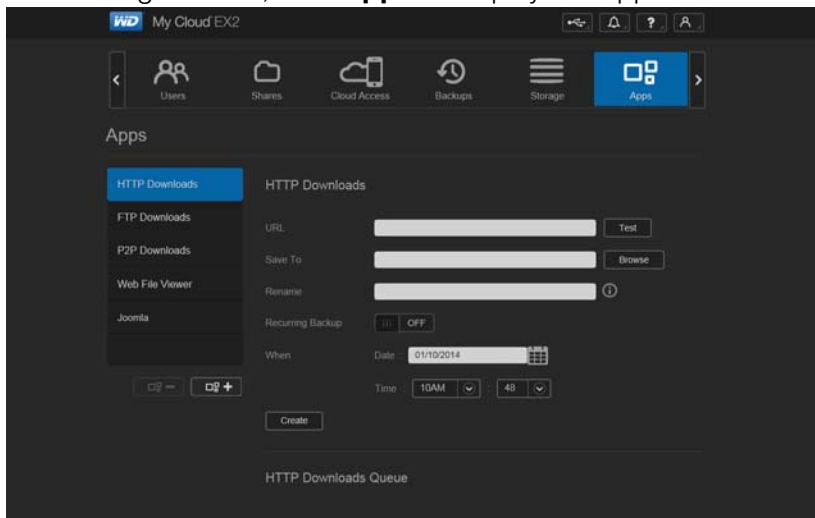 WD My Cloud EX2 ?
Users Shares Cloud Access Backups Storage Apps
Apps
HTTP Downloads
FTP Downloads
P2P Downloads
Web File Viewer
Joomla
HTTP Downloads
URL Test
Save To Browse
Rename
Recurring Backup OFF
When Date : 01/10/2014
Time : 10AM : 48
Create
HTTP Downloads Queue